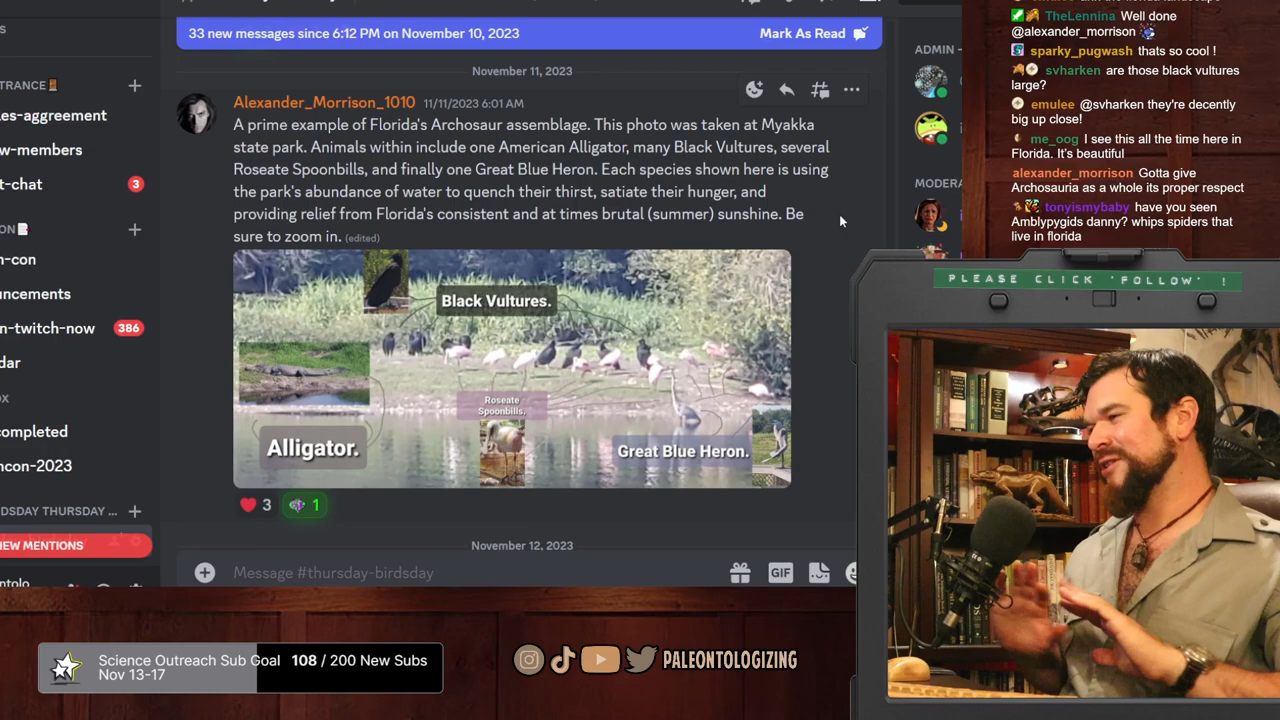 33 new messages since 6:12 PM on November 10, 2023
Mark As Read
TRANCE
es-aggreement
w-members
t-chat
3
ON
n-con
uncements
n-twitch-now
386
dar
OX
completed
ncon-2023
DSDAY THURSDAY ...
NEW MENTIONS
ntolo
November 11, 2023
Alexander_Morrison_1010 11/11/2023 6:01 AM
A prime example of Florida's Archosaur assemblage. This photo was taken at Myakka
state park. Animals within include one American Alligator, many Black Vultures, several
Roseate Spoonbills, and finally one Great Blue Heron. Each species shown here is using
the park's abundance of water to quench their thirst, satiate their hunger, and
providing relief from Florida's consistent and at times brutal (summer) sunshine. Be
sure to zoom in. (edited)
Black Vultures.
Roseate
Spoonbills.
Alligator.
Great Blue Heron.
3
1
November 12, 2023
Message #thursday-birdsday
GIF
ADMIN –
MODERA
TheLennina Well done
@alexander_morrison
sparky_pugwash thats so cool !
svharken are those black vultures
large?
emulee @svharken they're decently
big up close!
me_oog I see this all the time here in
Florida. It's beautiful
alexander_morrison Gotta give
Archosauria as a whole its proper respect
tonyismybaby have you seen
Amblypygids danny? whips spiders that
live in florida
PLEASE CLICK 'FOLLOW' !
Science Outreach Sub Goal 108 / 200 New Subs
Nov 13-17
PALEONTOLOGIZING